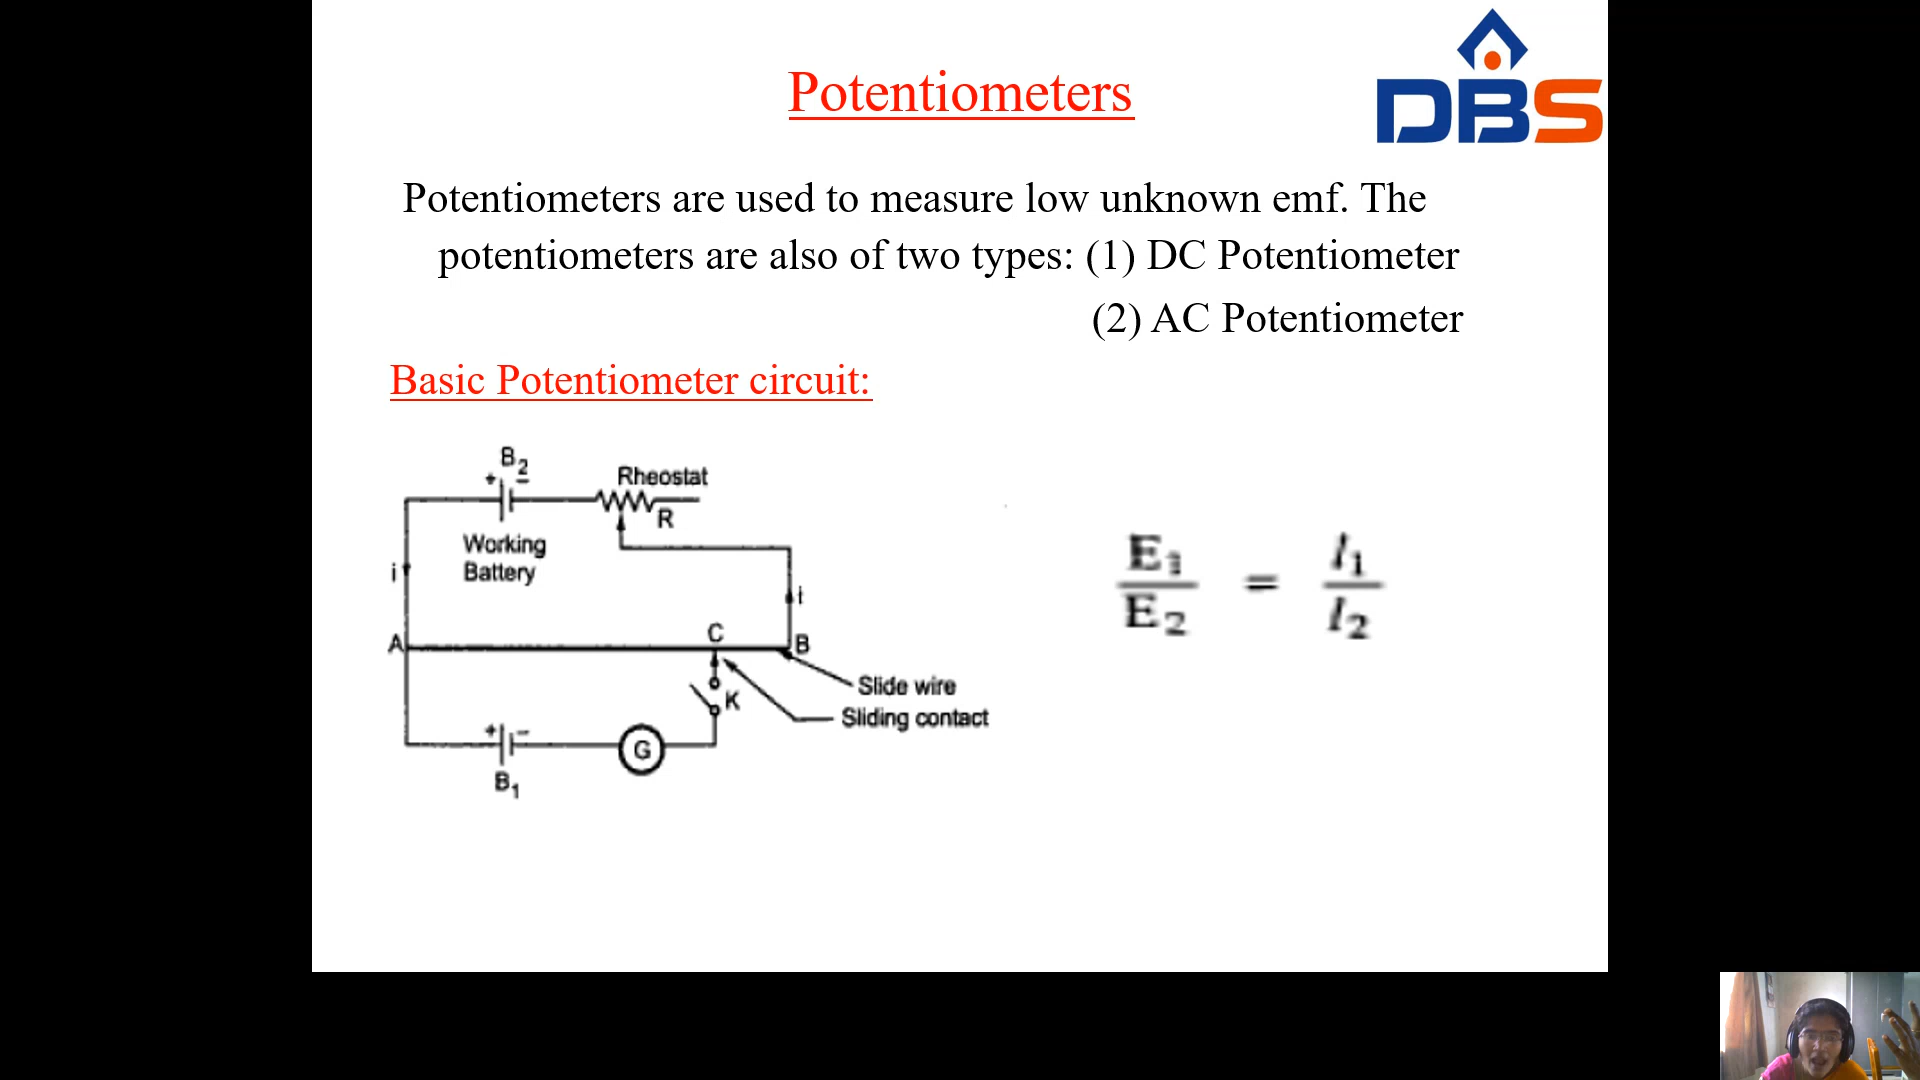 DBS
Potentiometers
Potentiometers are used to measure low unknown emf. The
potentiometers are also of two types: (1) DC Potentiometer
(2) AC Potentiometer
Basic Potentiometer circuit:
B2
+ −
Rheostat
R
Working
Battery
i
i
A
C
B
K
Slide wire
Sliding contact
+ −
G
B1
E1 / E2 = l1 / l2